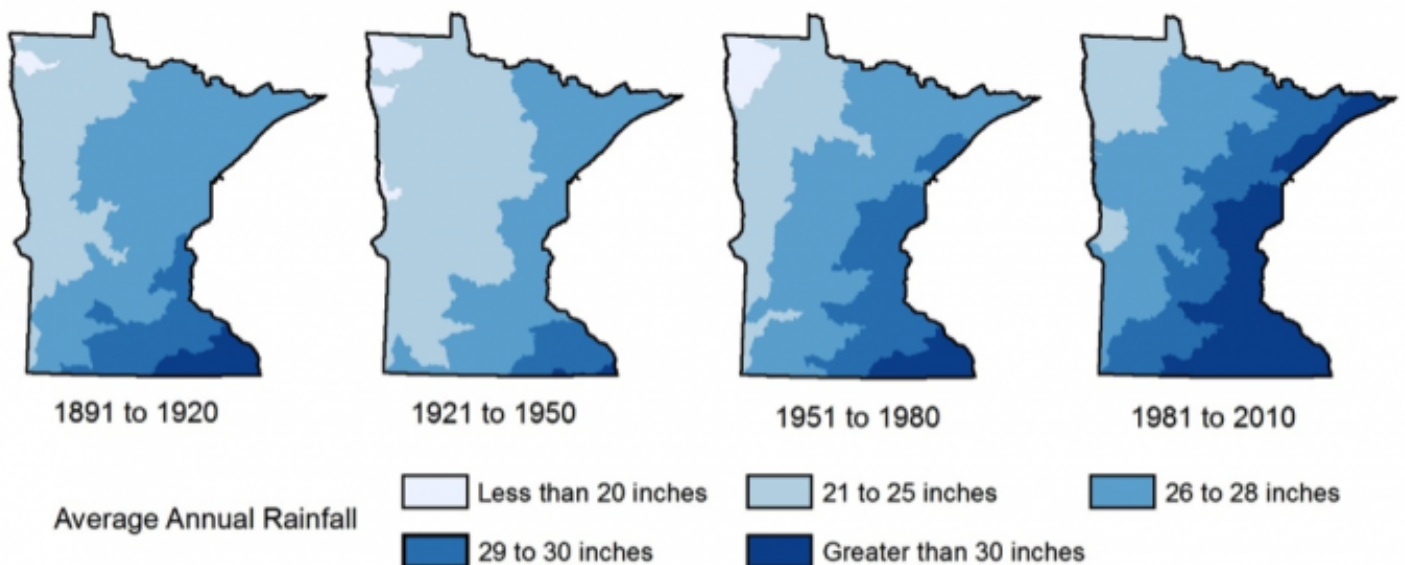 1891 to 1920
1921 to 1950
1951 to 1980
1981 to 2010
Average Annual Rainfall
Less than 20 inches
21 to 25 inches
26 to 28 inches
29 to 30 inches
Greater than 30 inches